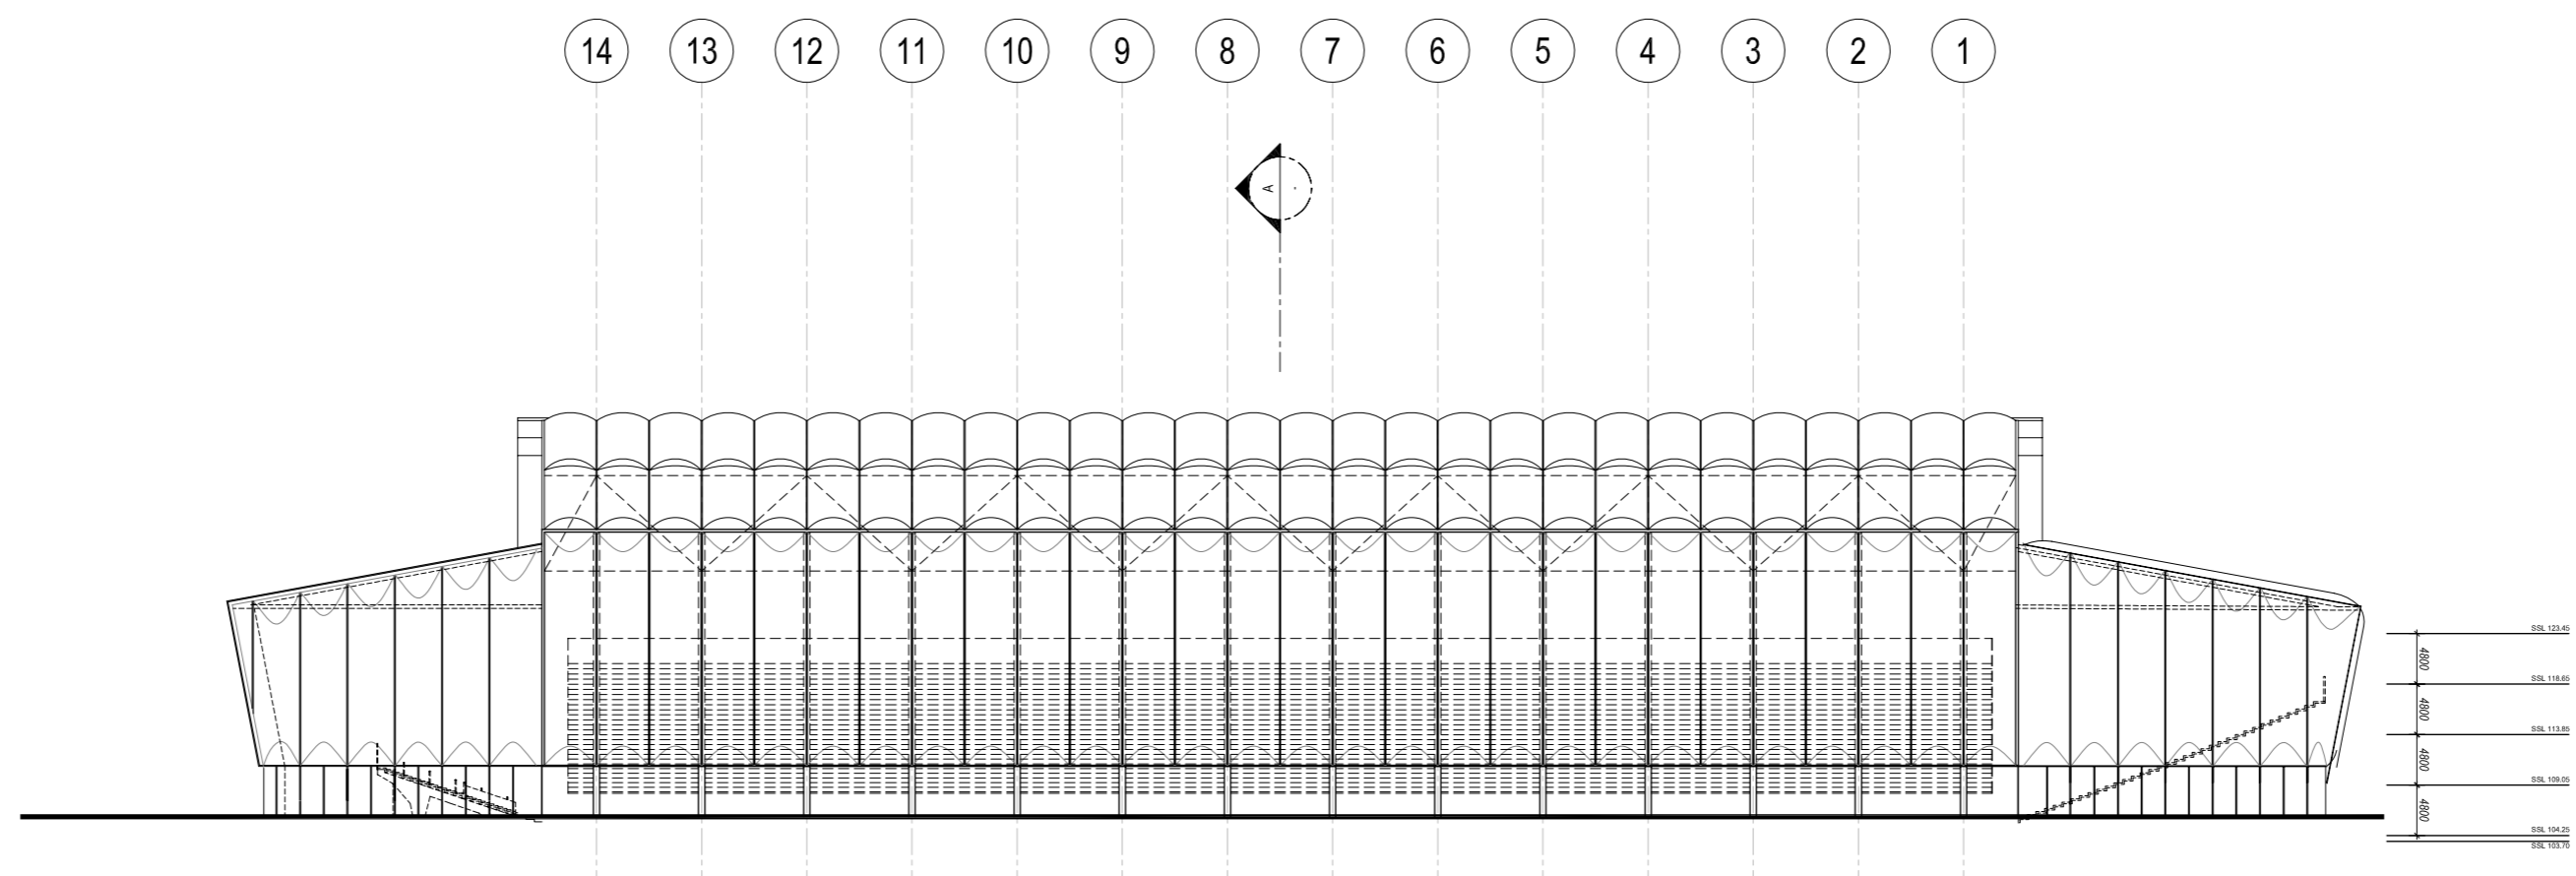 14 13 12 11 10 9 8 7 6 5 4 3 2 1
A
SSL 123.45
4800
SSL 118.65
4800
SSL 113.85
4800
SSL 109.05
4800
SSL 104.25
SSL 103.70